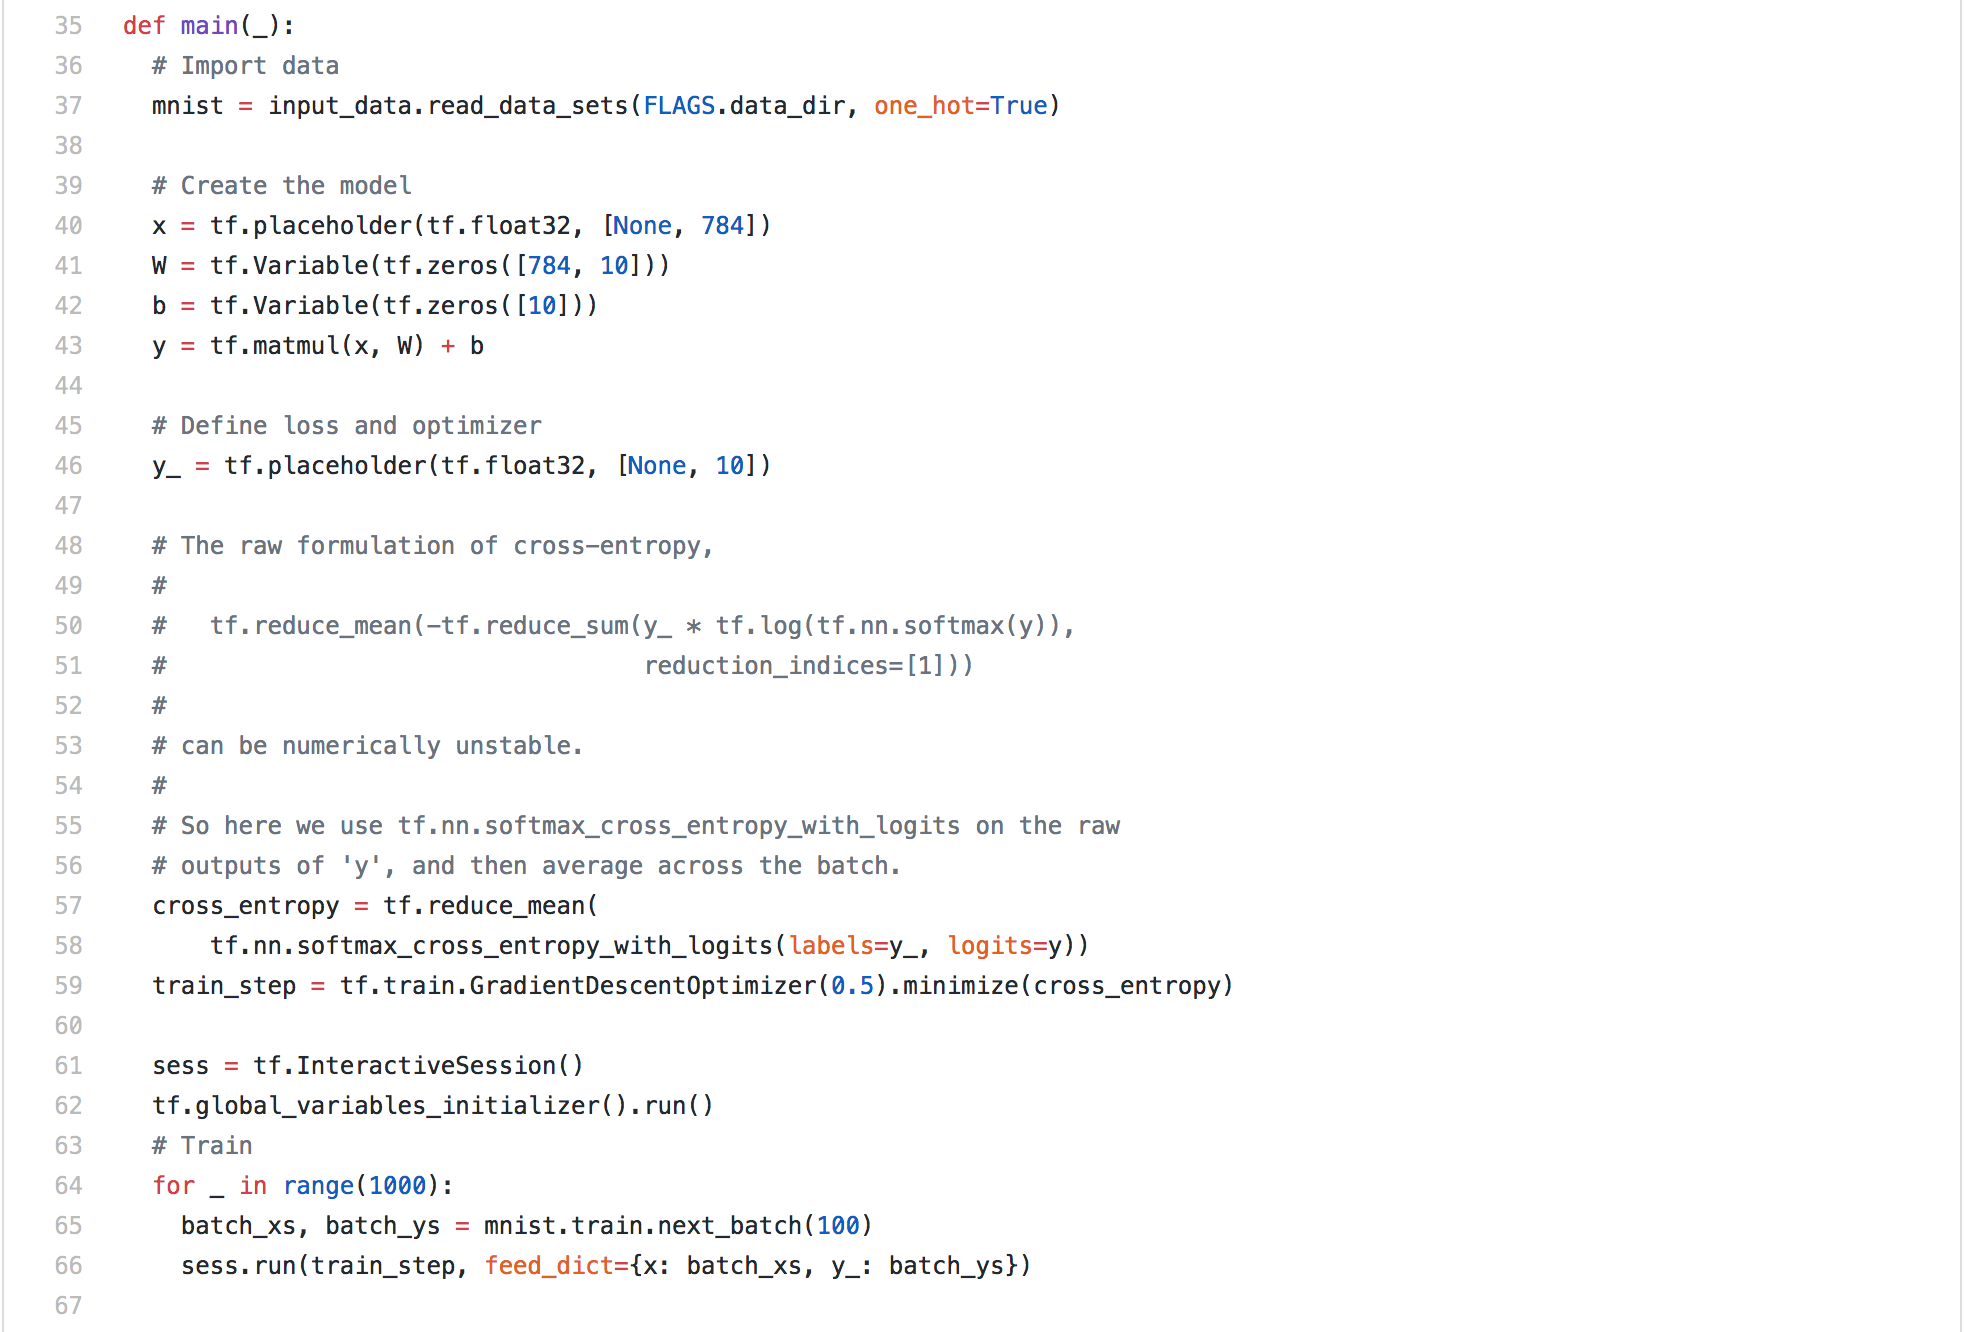 35 def main(_):
36   # Import data
37   mnist = input_data.read_data_sets(FLAGS.data_dir, one_hot=True)
38
39   # Create the model
40   x = tf.placeholder(tf.float32, [None, 784])
41   W = tf.Variable(tf.zeros([784, 10]))
42   b = tf.Variable(tf.zeros([10]))
43   y = tf.matmul(x, W) + b
44
45   # Define loss and optimizer
46   y_ = tf.placeholder(tf.float32, [None, 10])
47
48   # The raw formulation of cross-entropy,
49   #
50   #   tf.reduce_mean(-tf.reduce_sum(y_ * tf.log(tf.nn.softmax(y)),
51   #                                 reduction_indices=[1]))
52   #
53   # can be numerically unstable.
54   #
55   # So here we use tf.nn.softmax_cross_entropy_with_logits on the raw
56   # outputs of 'y', and then average across the batch.
57   cross_entropy = tf.reduce_mean(
58       tf.nn.softmax_cross_entropy_with_logits(labels=y_, logits=y))
59   train_step = tf.train.GradientDescentOptimizer(0.5).minimize(cross_entropy)
60
61   sess = tf.InteractiveSession()
62   tf.global_variables_initializer().run()
63   # Train
64   for _ in range(1000):
65     batch_xs, batch_ys = mnist.train.next_batch(100)
66     sess.run(train_step, feed_dict={x: batch_xs, y_: batch_ys})
67